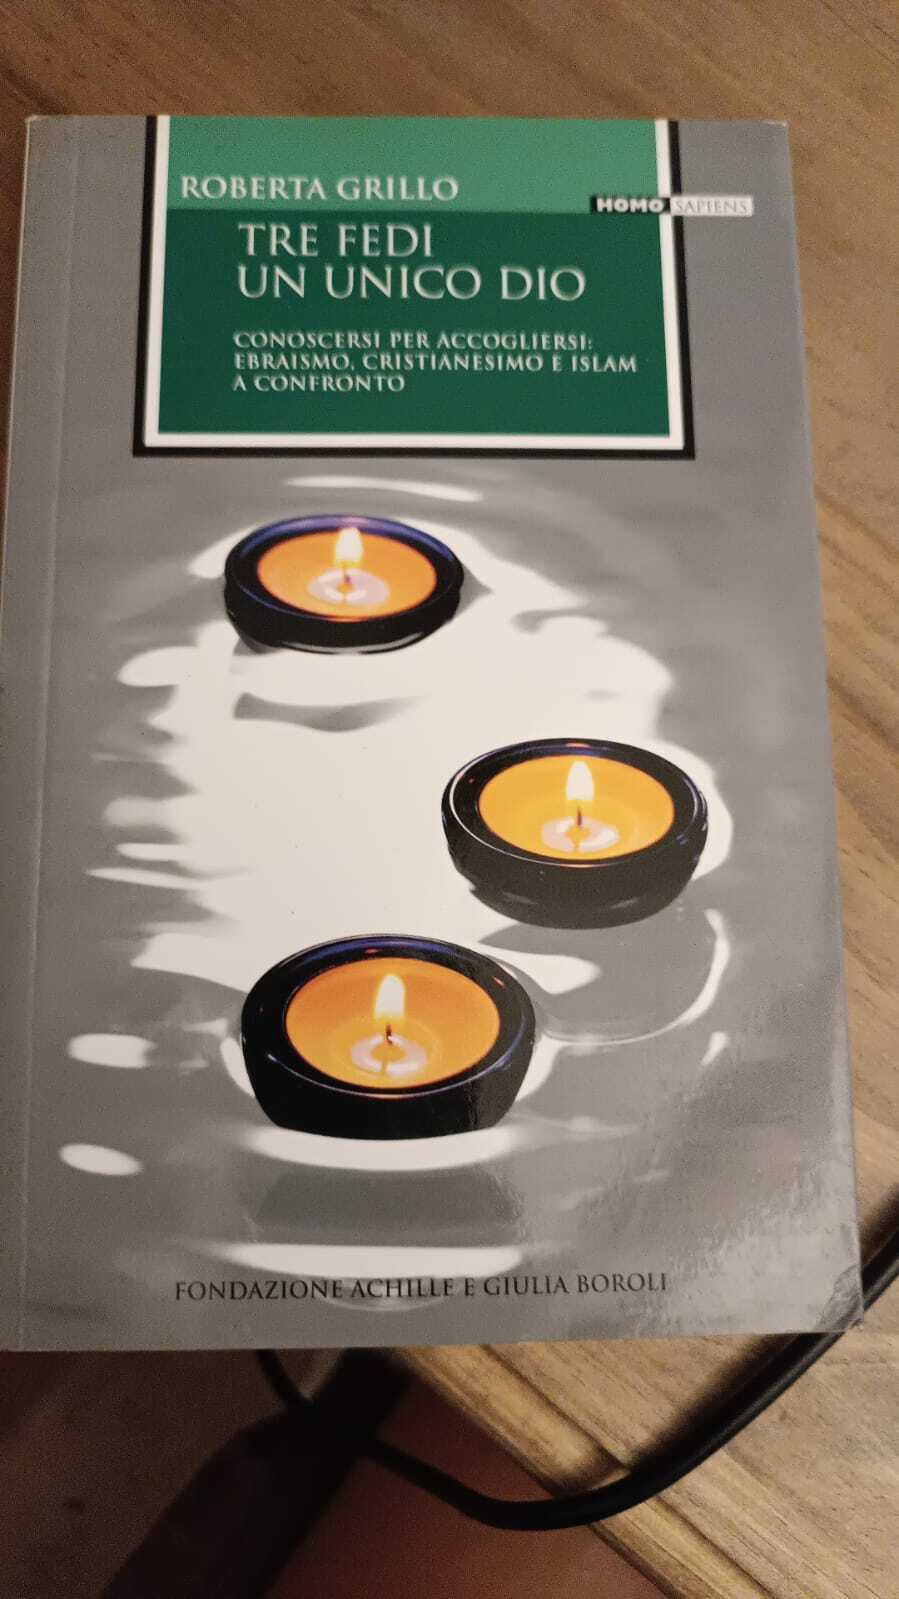 ROBERTA GRILLO
HOMO SAPIENS
TRE FEDI
UN UNICO DIO
CONOSCERSI PER ACCOGLIERSI:
EBRAISMO, CRISTIANESIMO E ISLAM
A CONFRONTO
FONDAZIONE ACHILLE E GIULIA BOROLI